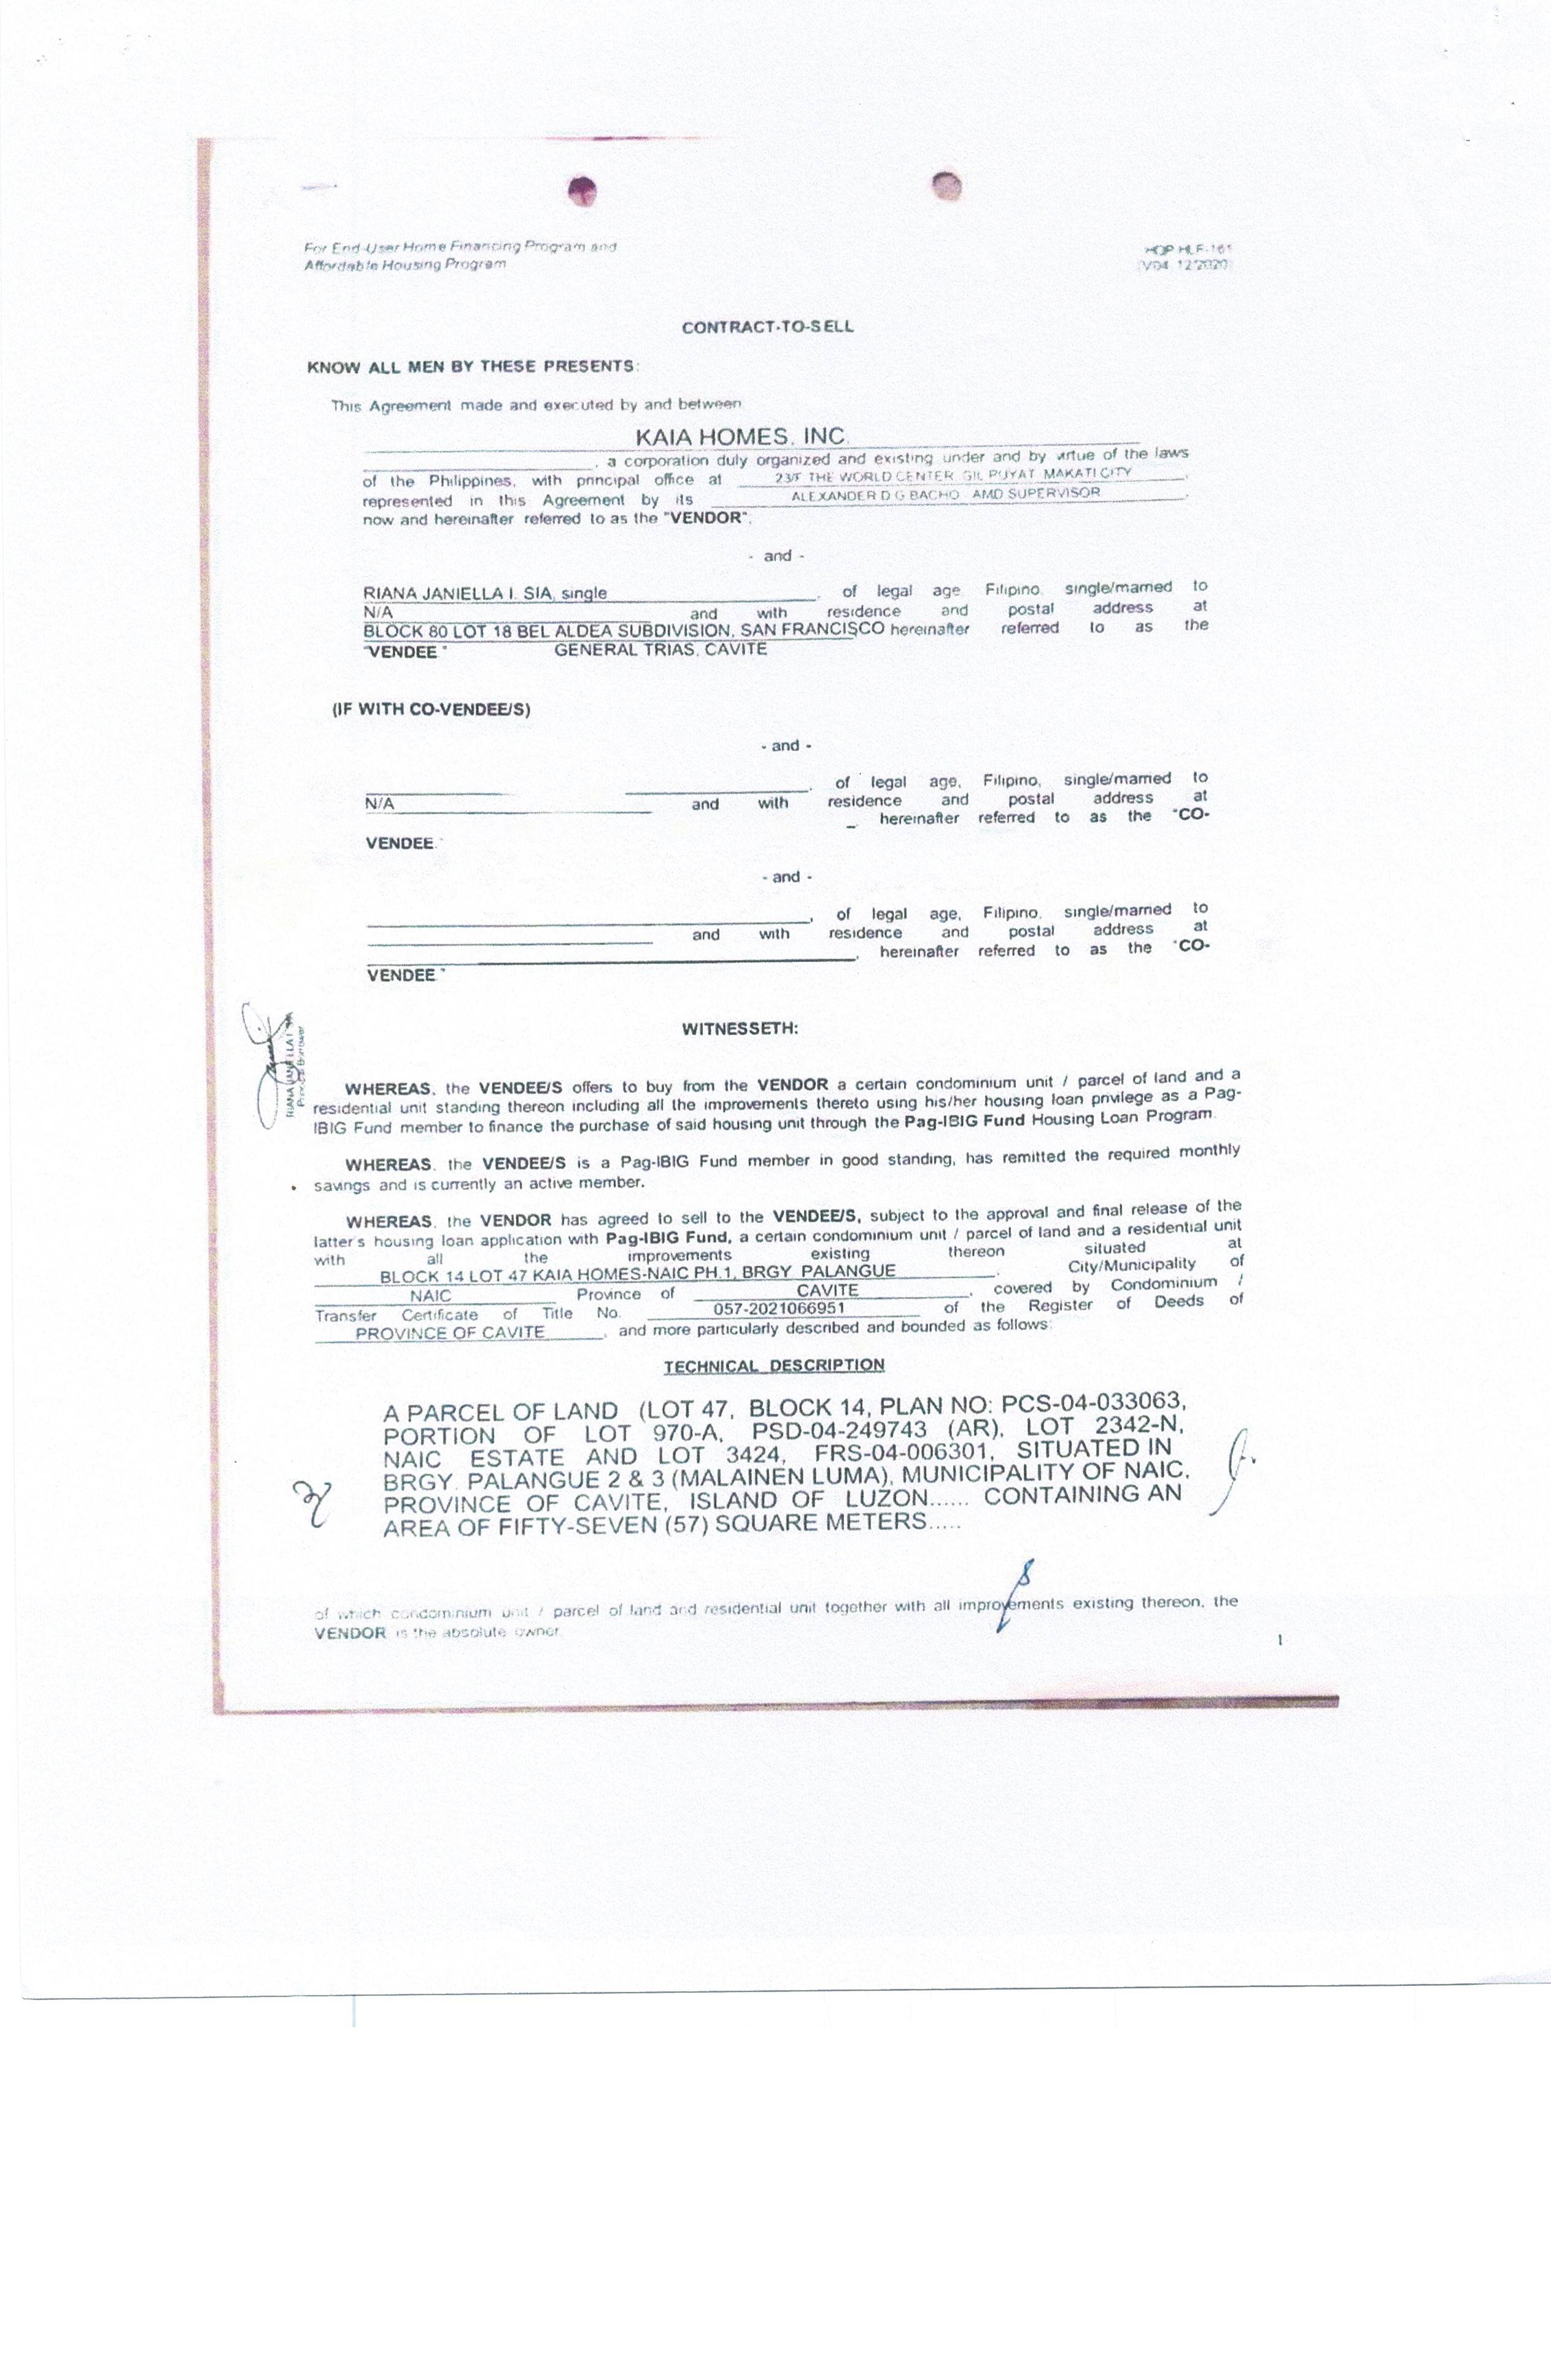 For End-User Home Financing Program and
Affordable Housing Program
HQP-HLF-161
(V04, 12/2020)
CONTRACT-TO-SELL
KNOW ALL MEN BY THESE PRESENTS:
This Agreement made and executed by and between
KAIA HOMES, INC.
, a corporation duly organized and existing under and by virtue of the laws
of the Philippines, with principal office at 23/F THE WORLD CENTER GIL PUYAT MAKATI CITY,
represented in this Agreement by its ALEXANDER D G BACHO AMD SUPERVISOR,
now and hereinafter referred to as the "VENDOR".
- and -
RIANA JANIELLA I. SIA, single, of legal age Filipino, single/married to
N/A and with residence and postal address at
BLOCK 80 LOT 18 BEL ALDEA SUBDIVISION, SAN FRANCISCO hereinafter referred to as the
"VENDEE." GENERAL TRIAS, CAVITE
(IF WITH CO-VENDEE/S)
- and -
, of legal age, Filipino, single/married to
N/A and with residence and postal address at
hereinafter referred to as the "CO-
VENDEE."
- and -
, of legal age, Filipino, single/married to
and with residence and postal address at
, hereinafter referred to as the "CO-
VENDEE."
WITNESSETH:
RIANA JANIELLA I. SIA
Principal Borrower
WHEREAS, the VENDEE/S offers to buy from the VENDOR a certain condominium unit / parcel of land and a
residential unit standing thereon including all the improvements thereto using his/her housing loan privilege as a Pag-
IBIG Fund member to finance the purchase of said housing unit through the Pag-IBIG Fund Housing Loan Program.
WHEREAS, the VENDEE/S is a Pag-IBIG Fund member in good standing, has remitted the required monthly
savings and is currently an active member.
WHEREAS, the VENDOR has agreed to sell to the VENDEE/S, subject to the approval and final release of the
latter's housing loan application with Pag-IBIG Fund, a certain condominium unit / parcel of land and a residential unit
with all the improvements existing thereon situated at
BLOCK 14 LOT 47 KAIA HOMES-NAIC PH.1, BRGY. PALANGUE, City/Municipality of
NAIC Province of CAVITE, covered by Condominium /
Transfer Certificate of Title No. 057-2021066951 of the Register of Deeds of
PROVINCE OF CAVITE, and more particularly described and bounded as follows:
TECHNICAL DESCRIPTION
A PARCEL OF LAND (LOT 47, BLOCK 14, PLAN NO: PCS-04-033063,
PORTION OF LOT 970-A, PSD-04-249743 (AR), LOT 2342-N,
NAIC ESTATE AND LOT 3424, FRS-04-006301, SITUATED IN
BRGY. PALANGUE 2 & 3 (MALAINEN LUMA), MUNICIPALITY OF NAIC,
PROVINCE OF CAVITE, ISLAND OF LUZON...... CONTAINING AN
AREA OF FIFTY-SEVEN (57) SQUARE METERS.....
of which condominium unit / parcel of land and residential unit together with all improvements existing thereon, the
VENDOR is the absolute owner.
1